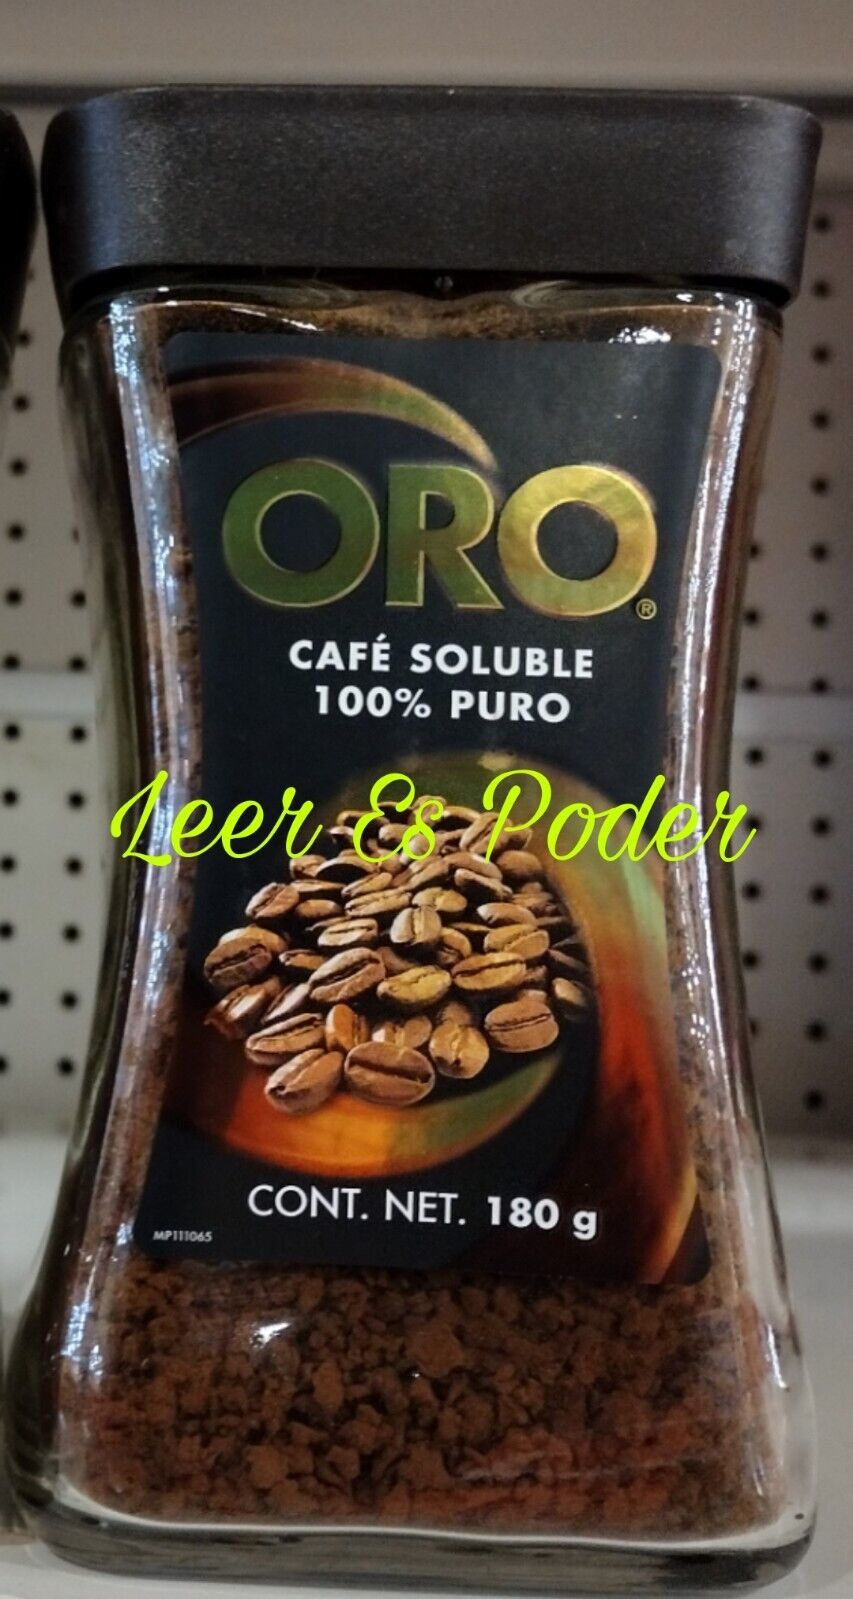 ORO®
CAFÉ SOLUBLE
100% PURO
Leer Es Poder
CONT. NET. 180 g
MP111065